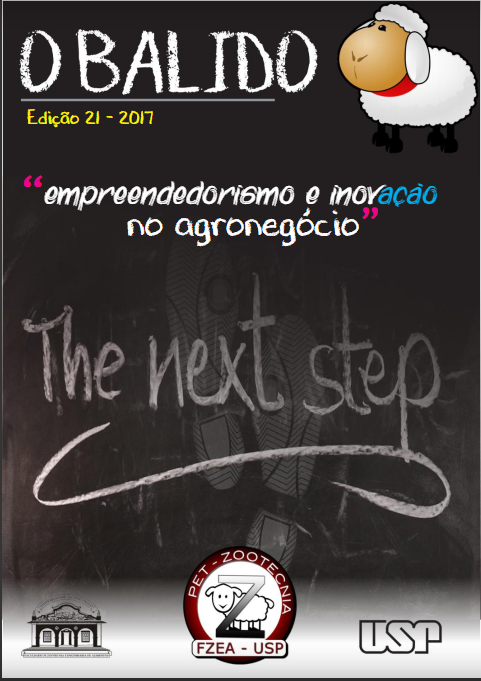 O BALIDO
Edição 21 - 2017
“empreendedorismo e inovação
no agronegócio”
The next step
PET - ZOOTECNIA
Z
FZEA - USP
USP